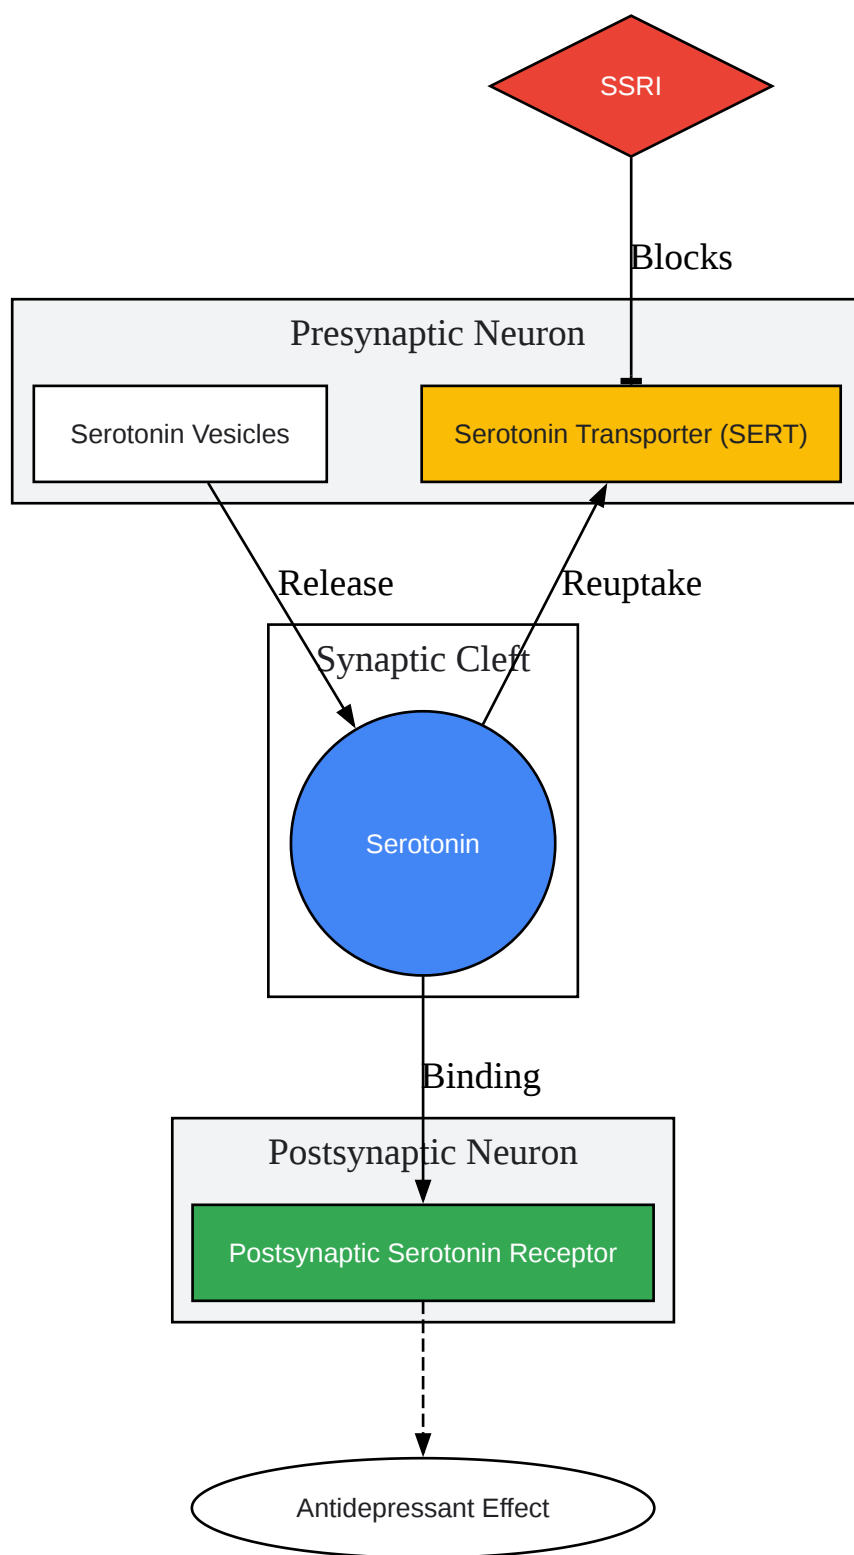 SSRI
Blocks
Presynaptic Neuron
Serotonin Vesicles
Serotonin Transporter (SERT)
Release
Reuptake
Synaptic Cleft
Serotonin
Binding
Postsynaptic Neuron
Postsynaptic Serotonin Receptor
Antidepressant Effect